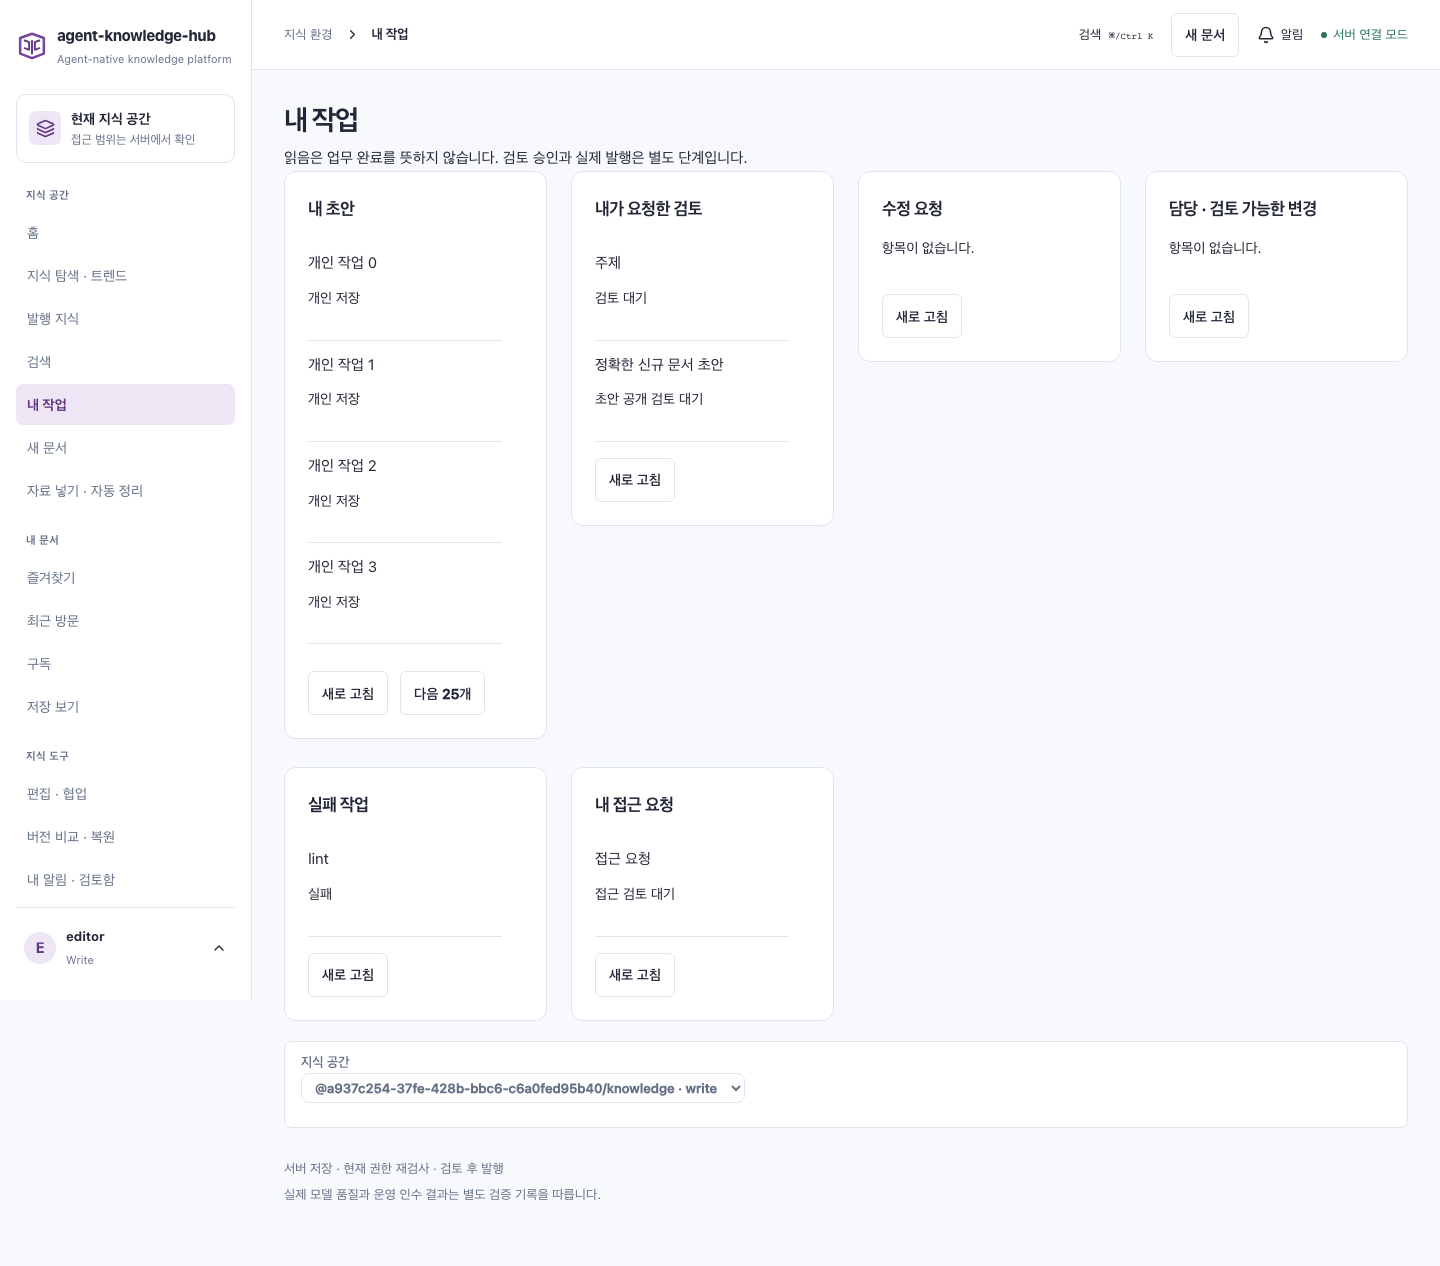 agent-knowledge-hub
Agent-native knowledge platform
현재 지식 공간
접근 범위는 서버에서 확인
지식 공간
홈
지식 탐색 · 트렌드
발행 지식
검색
내 작업
새 문서
자료 넣기 · 자동 정리
내 문서
즐겨찾기
최근 방문
구독
저장 보기
지식 도구
편집 · 협업
버전 비교 · 복원
내 알림 · 검토함
E
editor
Write
지식 환경 > 내 작업
검색 ⌘/Ctrl K
새 문서
알림
서버 연결 모드
내 작업
읽음은 업무 완료를 뜻하지 않습니다. 검토 승인과 실제 발행은 별도 단계입니다.
내 초안
개인 작업 0
개인 저장
개인 작업 1
개인 저장
개인 작업 2
개인 저장
개인 작업 3
개인 저장
새로 고침
다음 25개
내가 요청한 검토
주제
검토 대기
정확한 신규 문서 초안
초안 공개 검토 대기
새로 고침
수정 요청
항목이 없습니다.
새로 고침
담당 · 검토 가능한 변경
항목이 없습니다.
새로 고침
실패 작업
lint
실패
새로 고침
내 접근 요청
접근 요청
접근 검토 대기
새로 고침
지식 공간
@a937c254-37fe-428b-bbc6-c6a0fed95b40/knowledge · write
서버 저장 · 현재 권한 재검사 · 검토 후 발행
실제 모델 품질과 운영 인수 결과는 별도 검증 기록을 따릅니다.